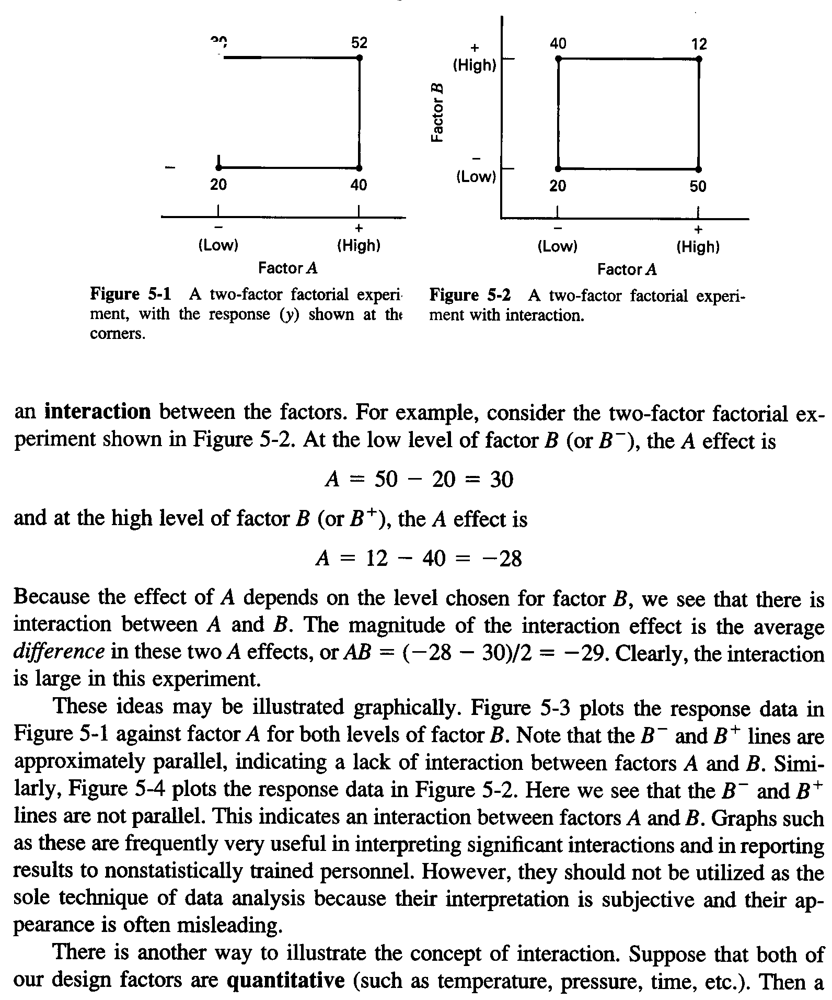 52
–
20
40
–
+
(Low)
(High)
Factor A
Figure 5-1 A two-factor factorial experi
ment, with the response (y) shown at the
corners.
+
(High)
40
12
Factor B
–
(Low)
20
50
–
+
(Low)
(High)
Factor A
Figure 5-2 A two-factor factorial experi-
ment with interaction.
an interaction between the factors. For example, consider the two-factor factorial ex-
periment shown in Figure 5-2. At the low level of factor B (or B⁻), the A effect is
A = 50 − 20 = 30
and at the high level of factor B (or B⁺), the A effect is
A = 12 − 40 = −28
Because the effect of A depends on the level chosen for factor B, we see that there is
interaction between A and B. The magnitude of the interaction effect is the average
difference in these two A effects, or AB = (−28 − 30)/2 = −29. Clearly, the interaction
is large in this experiment.
These ideas may be illustrated graphically. Figure 5-3 plots the response data in
Figure 5-1 against factor A for both levels of factor B. Note that the B⁻ and B⁺ lines are
approximately parallel, indicating a lack of interaction between factors A and B. Simi-
larly, Figure 5-4 plots the response data in Figure 5-2. Here we see that the B⁻ and B⁺
lines are not parallel. This indicates an interaction between factors A and B. Graphs such
as these are frequently very useful in interpreting significant interactions and in reporting
results to nonstatistically trained personnel. However, they should not be utilized as the
sole technique of data analysis because their interpretation is subjective and their ap-
pearance is often misleading.
There is another way to illustrate the concept of interaction. Suppose that both of
our design factors are quantitative (such as temperature, pressure, time, etc.). Then a